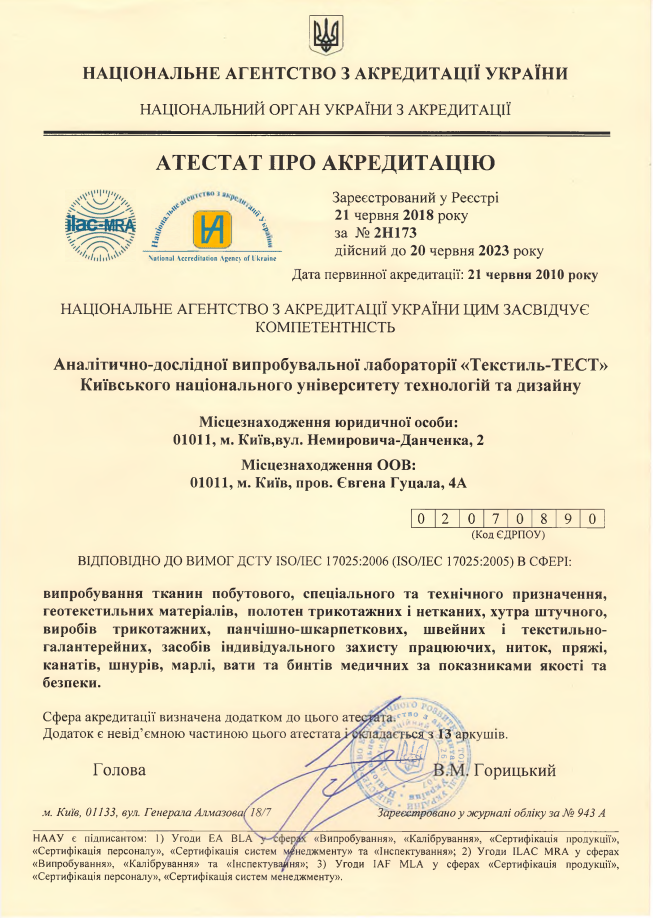 НАЦІОНАЛЬНЕ АГЕНТСТВО З АКРЕДИТАЦІЇ УКРАЇНИ
НАЦІОНАЛЬНИЙ ОРГАН УКРАЇНИ З АКРЕДИТАЦІЇ
АТЕСТАТ ПРО АКРЕДИТАЦІЮ
ilac-MRA
Національне агентство з акредитації України
National Accreditation Agency of Ukraine
Зареєстрований у Реєстрі
21 червня 2018 року
за № 2Н173
дійсний до 20 червня 2023 року
Дата первинної акредитації: 21 червня 2010 року
НАЦІОНАЛЬНЕ АГЕНТСТВО З АКРЕДИТАЦІЇ УКРАЇНИ ЦИМ ЗАСВІДЧУЄ
КОМПЕТЕНТНІСТЬ
Аналітично-дослідної випробувальної лабораторії «Текстиль-ТЕСТ»
Київського національного університету технологій та дизайну
Місцезнаходження юридичної особи:
01011, м. Київ,вул. Немировича-Данченка, 2
Місцезнаходження ООВ:
01011, м. Київ, пров. Євгена Гуцала, 4А
0 2 0 7 0 8 9 0
(Код ЄДРПОУ)
ВІДПОВІДНО ДО ВИМОГ ДСТУ ISO/IEC 17025:2006 (ISO/IEC 17025:2005) В СФЕРІ:
випробування тканин побутового, спеціального та технічного призначення,
геотекстильних матеріалів, полотен трикотажних і нетканих, хутра штучного,
виробів трикотажних, панчішно-шкарпеткових, швейних і текстильно-
галантерейних, засобів індивідуального захисту працюючих, ниток, пряжі,
канатів, шнурів, марлі, вати та бинтів медичних за показниками якості та
безпеки.
Сфера акредитації визначена додатком до цього атестата.
Додаток є невід’ємною частиною цього атестата і складається з 13 аркушів.
Голова
В.М. Горицький
м. Київ, 01133, вул. Генерала Алмазова, 18/7
Зареєстровано у журналі обліку за № 943 А
НААУ є підписантом: 1) Угоди EA BLA у сферах «Випробування», «Калібрування», «Сертифікація продукції»,
«Сертифікація персоналу», «Сертифікація систем менеджменту» та «Інспектування»; 2) Угоди ILAC MRA у сферах
«Випробування», «Калібрування» та «Інспектування»; 3) Угоди IAF MLA у сферах «Сертифікація продукції»,
«Сертифікація персоналу», «Сертифікація систем менеджменту».